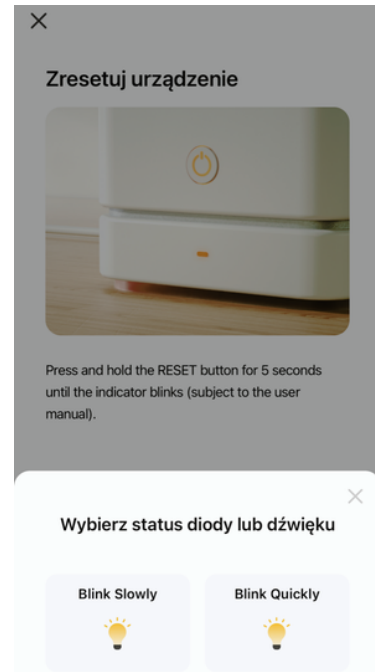 Zresetuj urządzenie
Press and hold the RESET button for 5 seconds
until the indicator blinks (subject to the user
manual).
Wybierz status diody lub dźwięku
Blink Slowly
Blink Quickly